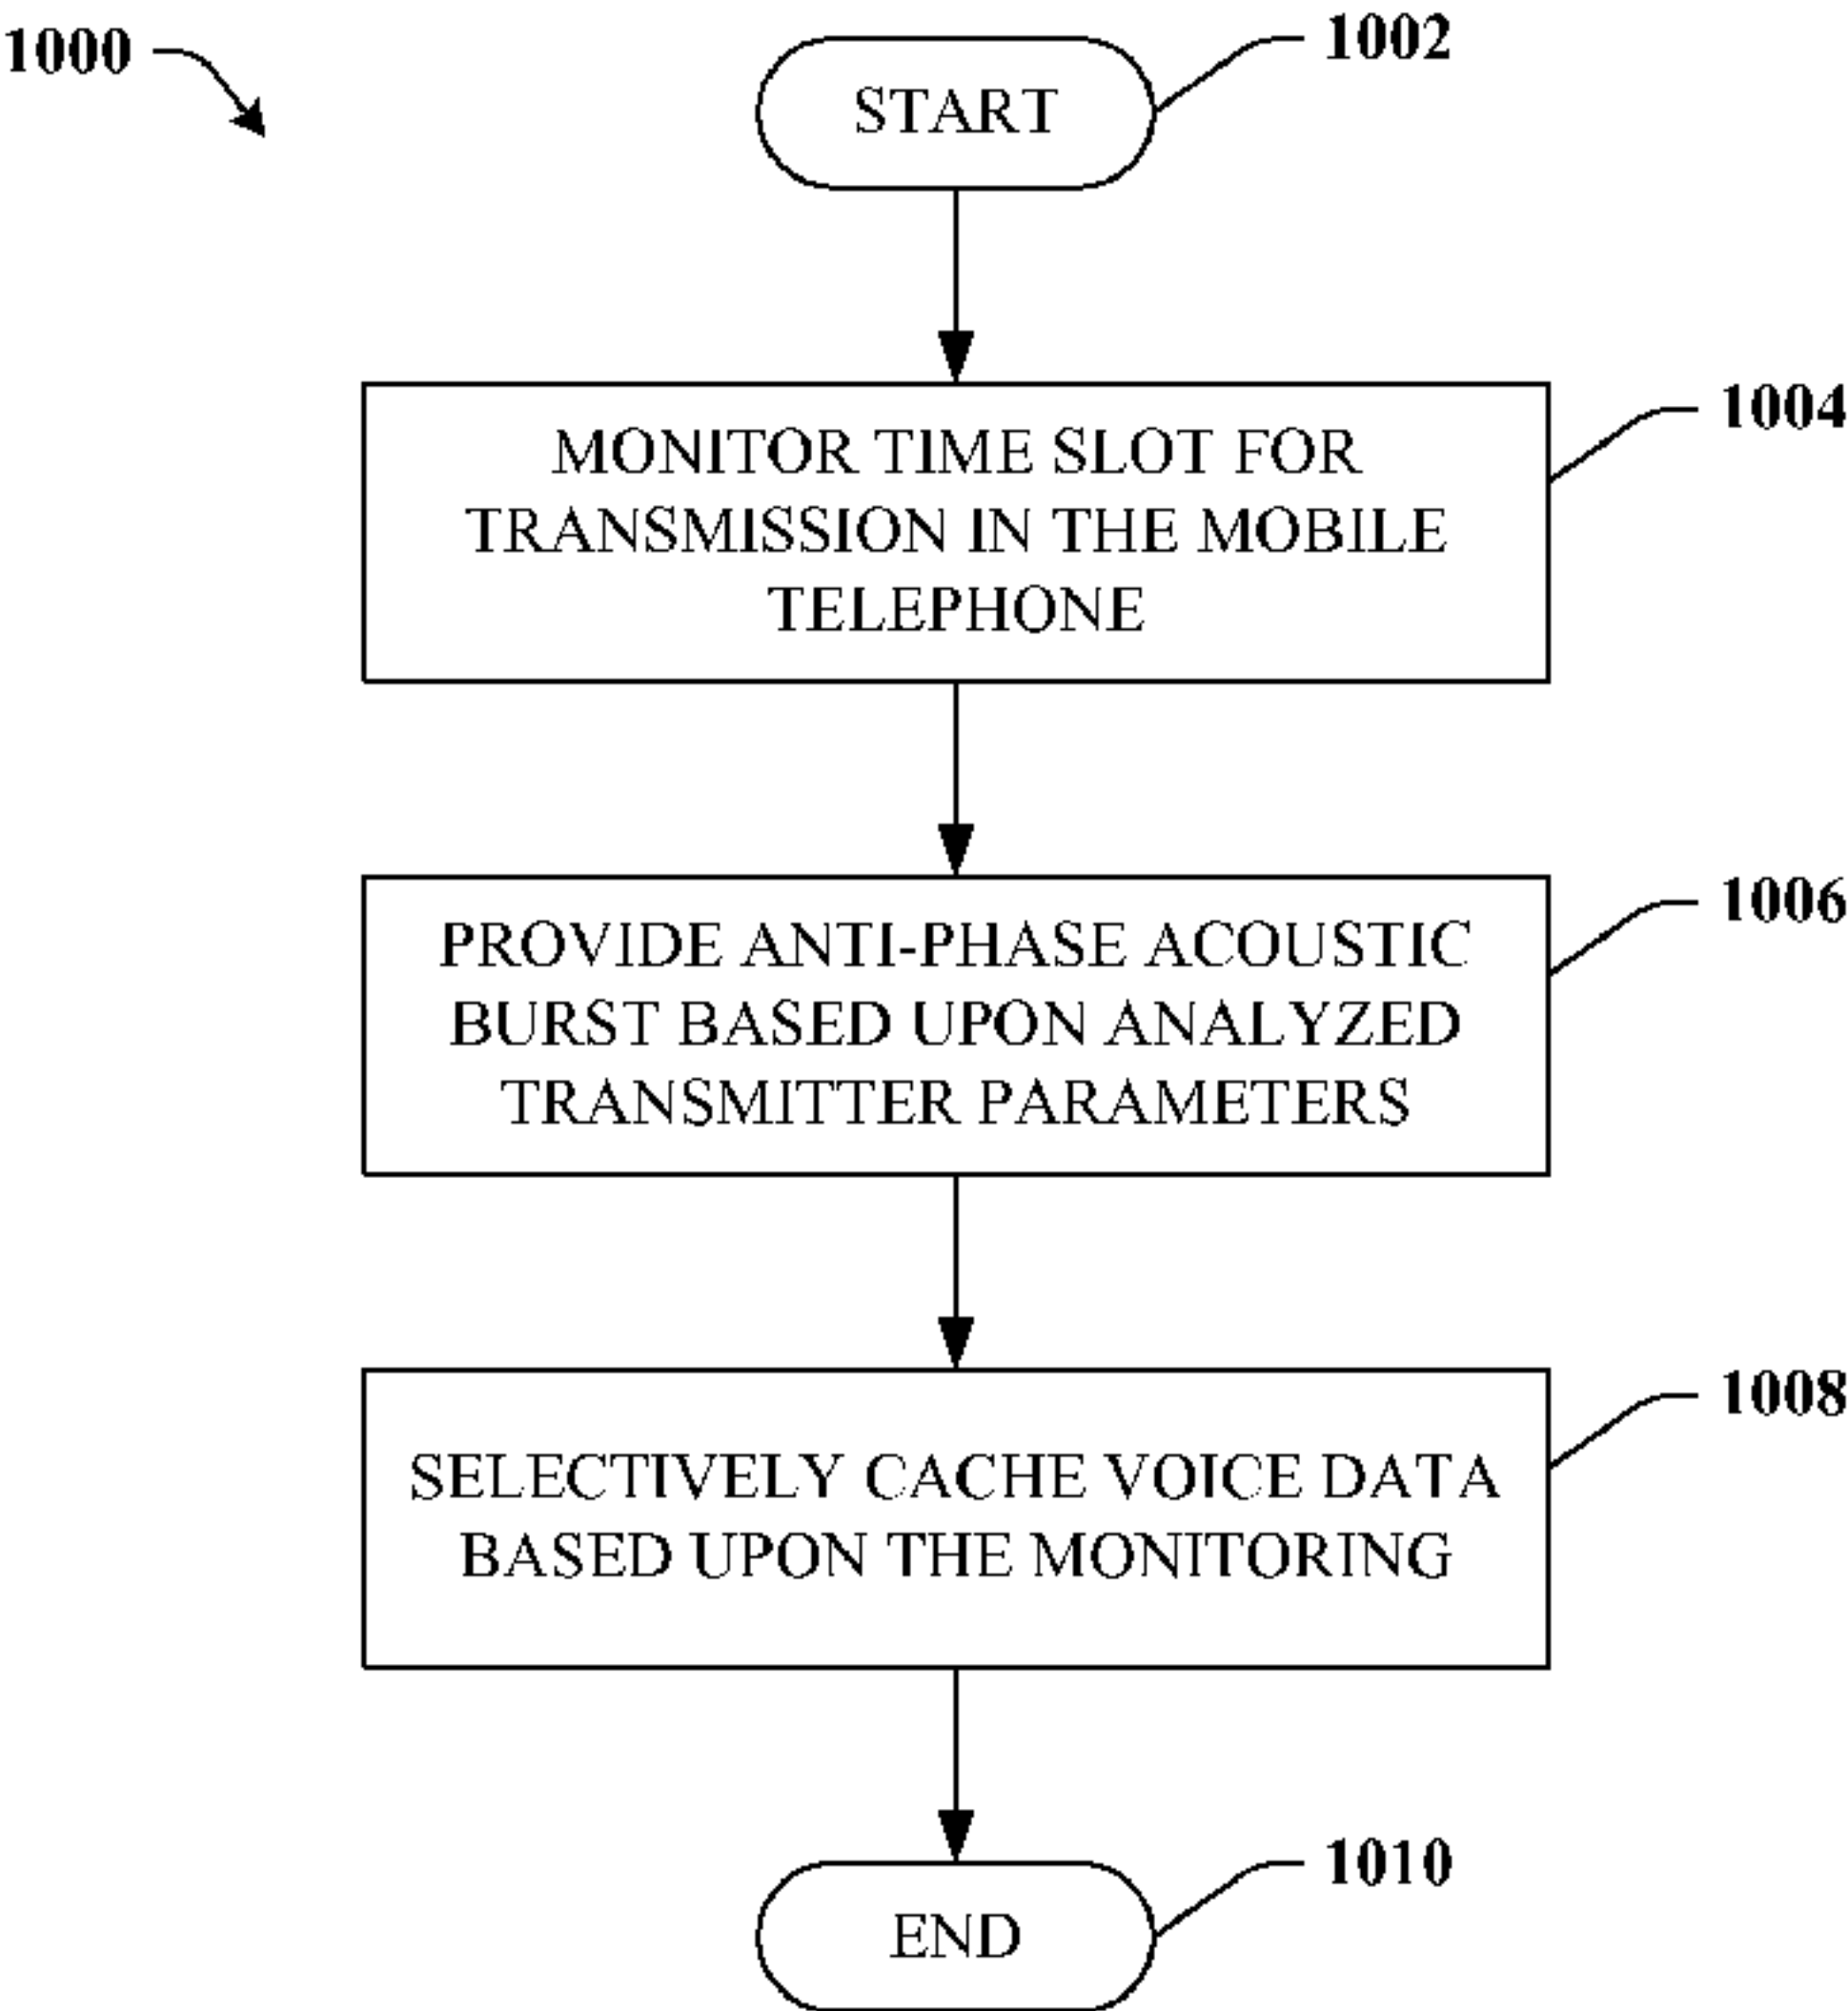 1000
1002
START
1004
MONITOR TIME SLOT FOR
TRANSMISSION IN THE MOBILE
TELEPHONE
1006
PROVIDE ANTI-PHASE ACOUSTIC
BURST BASED UPON ANALYZED
TRANSMITTER PARAMETERS
1008
SELECTIVELY CACHE VOICE DATA
BASED UPON THE MONITORING
1010
END